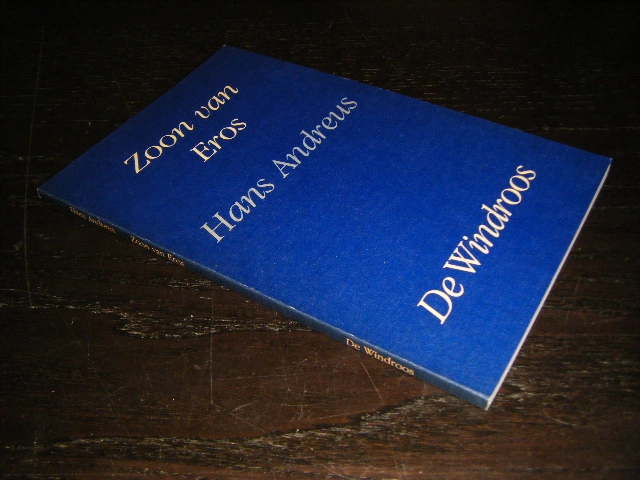 Zoon van
Eros
Hans Andreus
De Windroos
Hans Andreus
Zoon van Eros
De Windroos